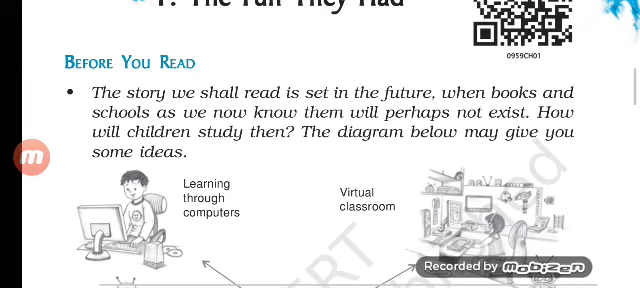 1. The Fun They Had
0959CH01
BEFORE YOU READ
• The story we shall read is set in the future, when books and
schools as we now know them will perhaps not exist. How
will children study then? The diagram below may give you
some ideas.
Learning
through
computers
Virtual
classroom
Recorded by
mobizen